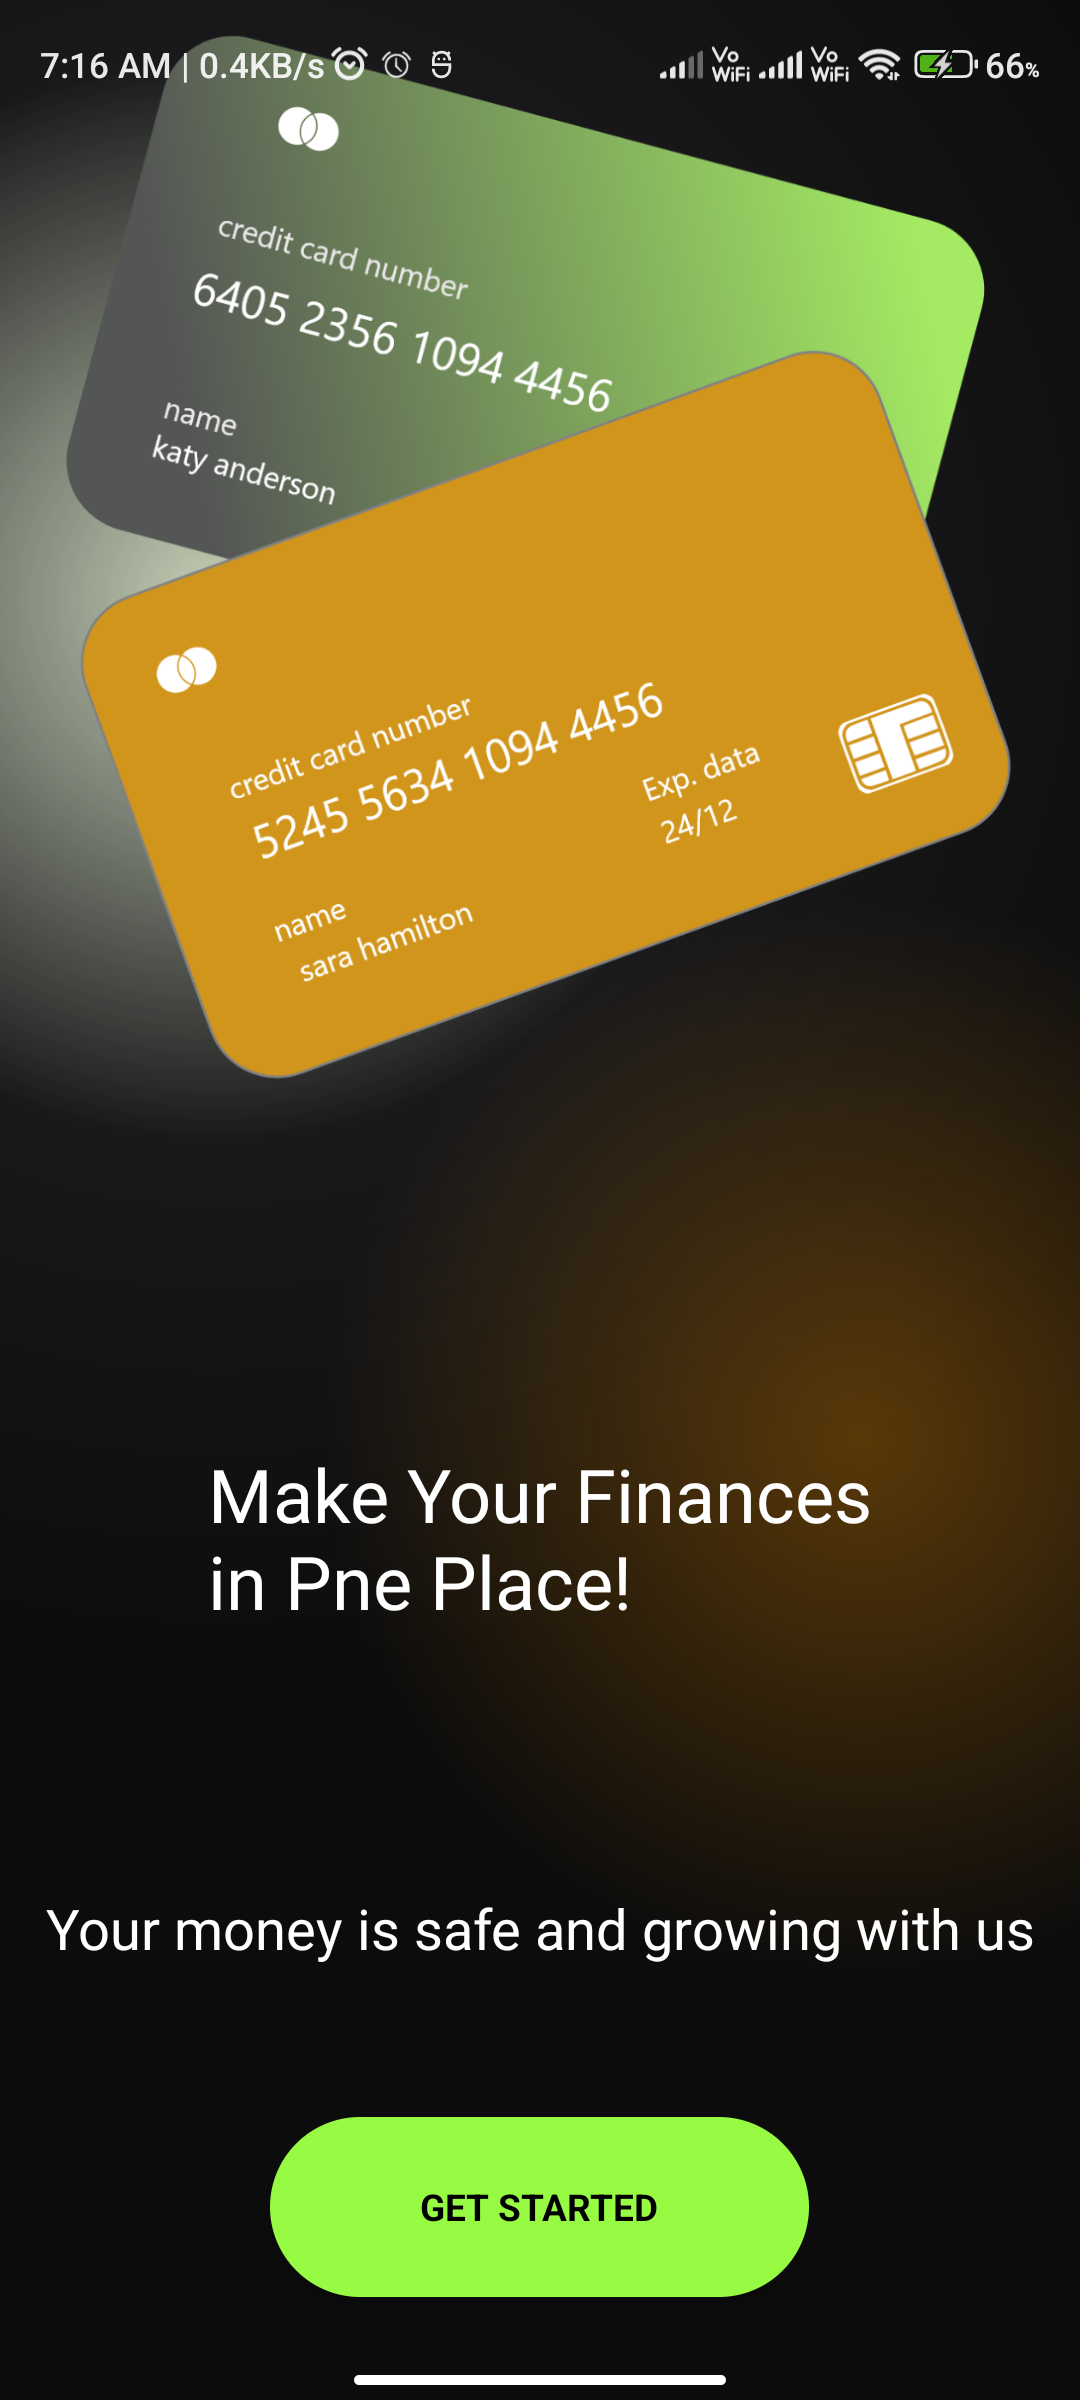 7:16 AM | 0.4KB/s Vo WiFi Vo WiFi 66%
credit card number
6405 2356 1094 4456
name
katy anderson
credit card number
5245 5634 1094 4456
Exp. data
24/12
name
sara hamilton
Make Your Finances
in Pne Place!
Your money is safe and growing with us
GET STARTED